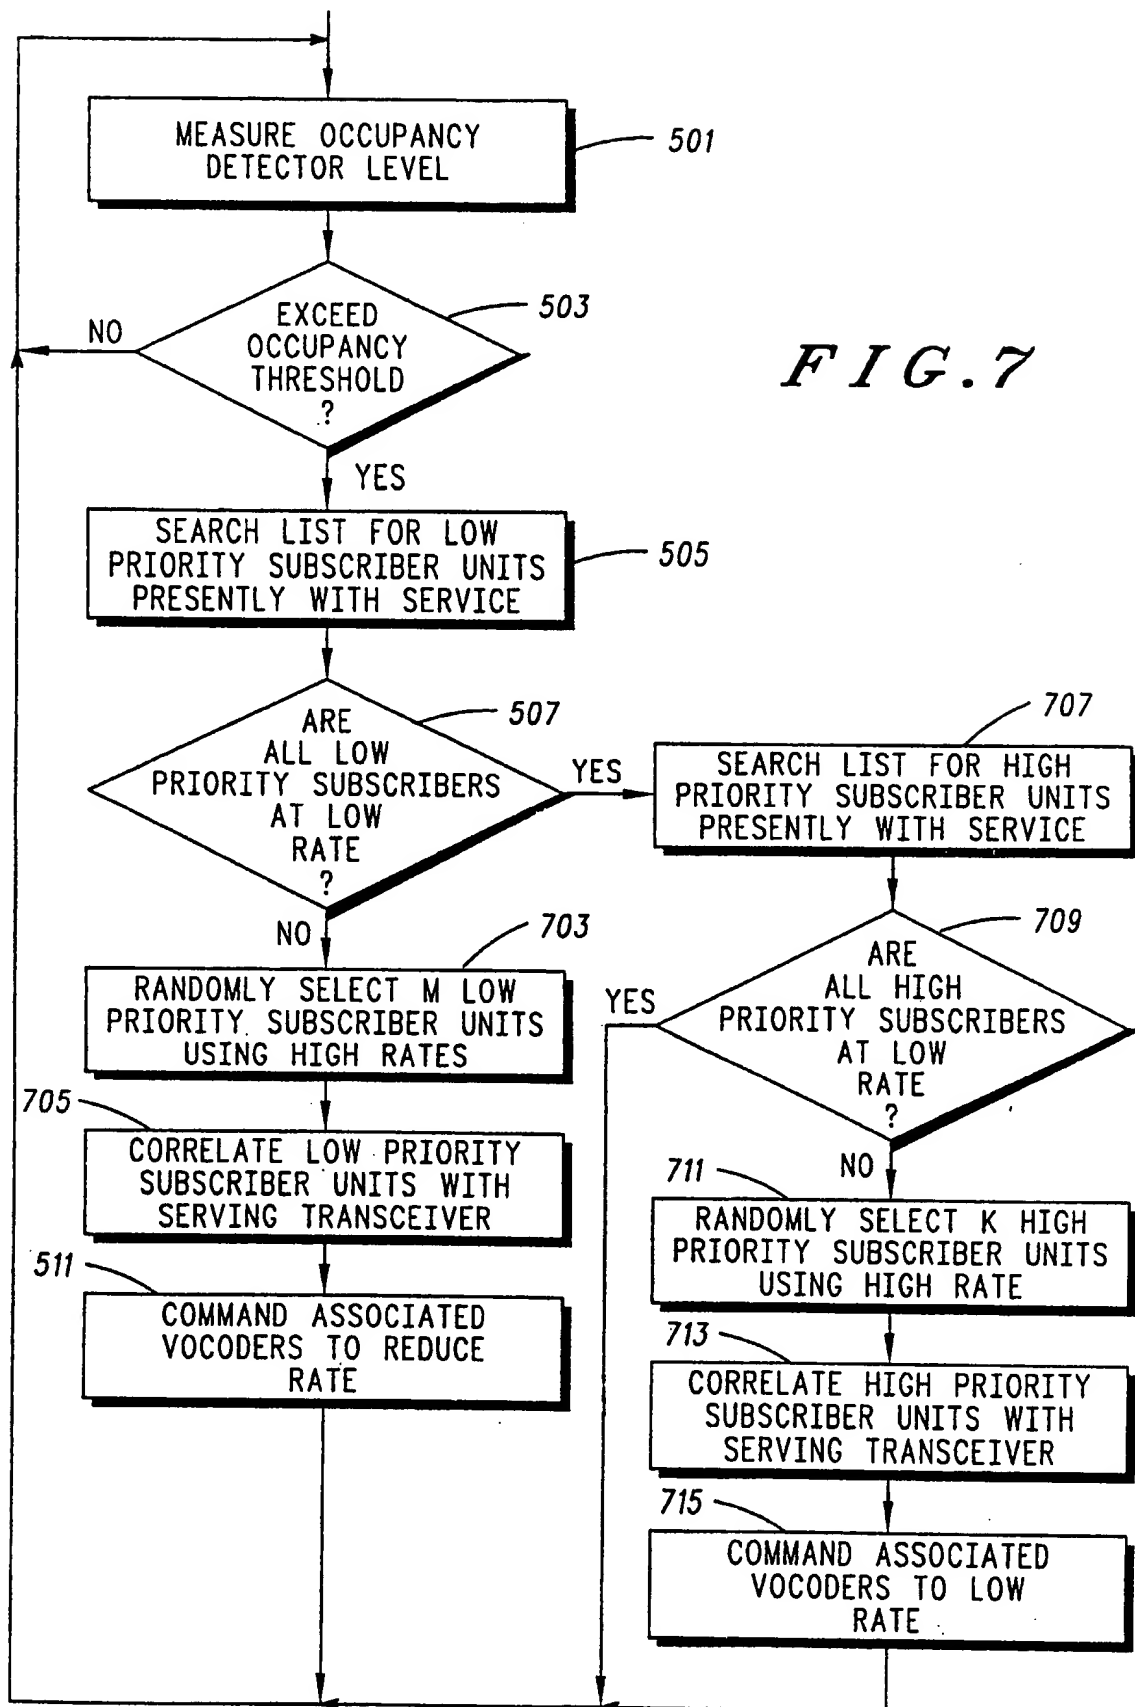 MEASURE OCCUPANCY
DETECTOR LEVEL
501
EXCEED
OCCUPANCY
THRESHOLD
?
503
NO
YES
FIG.7
SEARCH LIST FOR LOW
PRIORITY SUBSCRIBER UNITS
PRESENTLY WITH SERVICE
505
ARE
ALL LOW
PRIORITY SUBSCRIBERS
AT LOW
RATE
?
507
YES
NO
703
RANDOMLY SELECT M LOW
PRIORITY SUBSCRIBER UNITS
USING HIGH RATES
705
CORRELATE LOW PRIORITY
SUBSCRIBER UNITS WITH
SERVING TRANSCEIVER
511
COMMAND ASSOCIATED
VOCODERS TO REDUCE
RATE
707
SEARCH LIST FOR HIGH
PRIORITY SUBSCRIBER UNITS
PRESENTLY WITH SERVICE
709
ARE
ALL HIGH
PRIORITY SUBSCRIBERS
AT LOW
RATE
?
YES
NO
711
RANDOMLY SELECT K HIGH
PRIORITY SUBSCRIBER UNITS
USING HIGH RATE
713
CORRELATE HIGH PRIORITY
SUBSCRIBER UNITS WITH
SERVING TRANSCEIVER
715
COMMAND ASSOCIATED
VOCODERS TO LOW
RATE